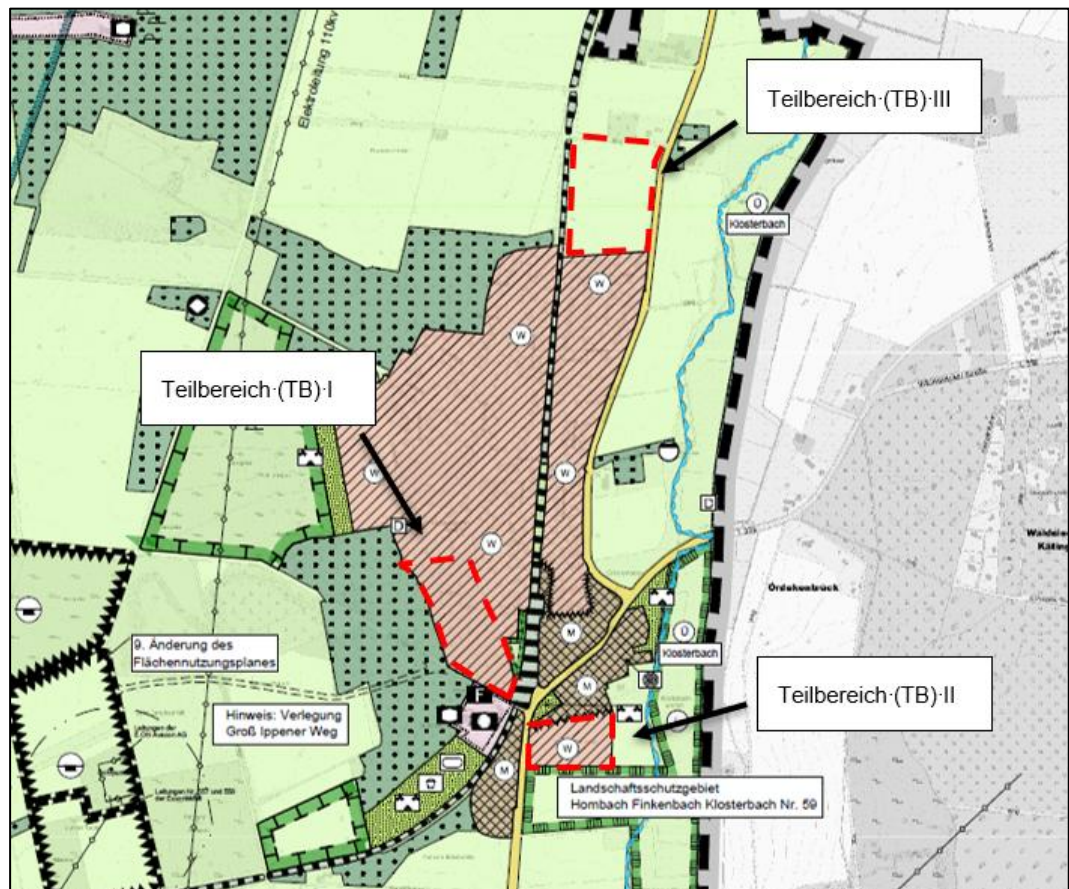 Elektroleitung 110kv
Teilbereich·(TB)·III
Ü
Klosterbach
W
W
Teilbereich·(TB)·I
W
W
D
D
W
L 338
Ördekenbrück
M
Ü
Klosterbach
9. Änderung des
Flächennutzungsplanes
F
M
Teilbereich·(TB)·II
Hinweis: Verlegung
Groß Ippener Weg
W
M
Landschaftsschutzgebiet
Hombach Finkenbach Klosterbach Nr. 59